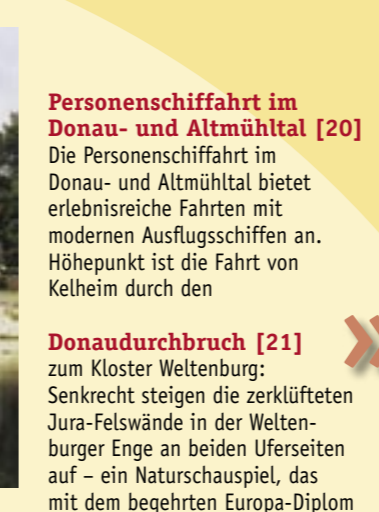 Personenschiffahrt im
Donau- und Altmühltal [20]
Die Personenschiffahrt im
Donau- und Altmühltal bietet
erlebnisreiche Fahrten mit
modernen Ausflugsschiffen an.
Höhepunkt ist die Fahrt von
Kelheim durch den
Donaudurchbruch [21]
zum Kloster Weltenburg:
Senkrecht steigen die zerklüfteten
Jura-Felswände in der Welten-
burger Enge an beiden Uferseiten
auf – ein Naturschauspiel, das
mit dem begehrten Europa-Diplom